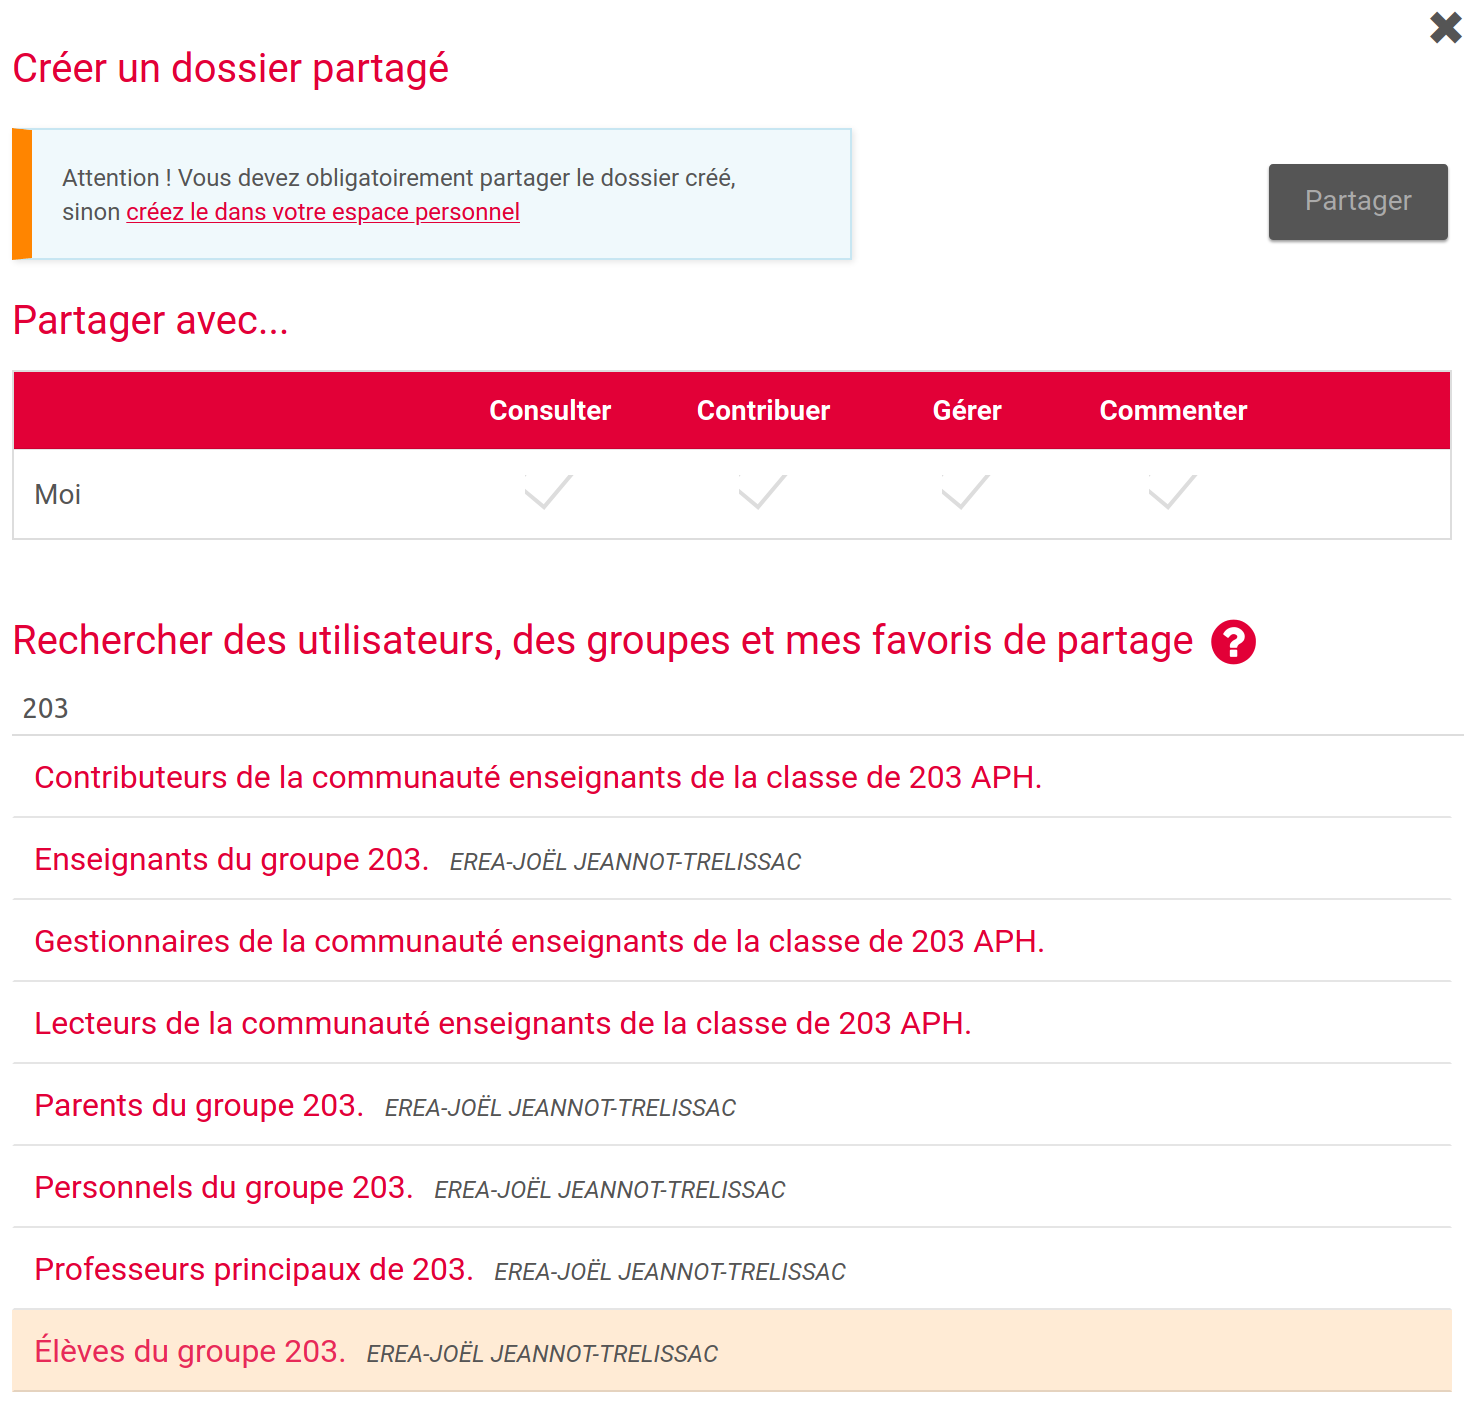 Créer un dossier partagé
Attention ! Vous devez obligatoirement partager le dossier créé,
sinon créez le dans votre espace personnel
Partager
Partager avec...
Consulter Contribuer Gérer Commenter
Moi
Rechercher des utilisateurs, des groupes et mes favoris de partage ?
203
Contributeurs de la communauté enseignants de la classe de 203 APH.
Enseignants du groupe 203. EREA-JOËL JEANNOT-TRELISSAC
Gestionnaires de la communauté enseignants de la classe de 203 APH.
Lecteurs de la communauté enseignants de la classe de 203 APH.
Parents du groupe 203. EREA-JOËL JEANNOT-TRELISSAC
Personnels du groupe 203. EREA-JOËL JEANNOT-TRELISSAC
Professeurs principaux de 203. EREA-JOËL JEANNOT-TRELISSAC
Élèves du groupe 203. EREA-JOËL JEANNOT-TRELISSAC